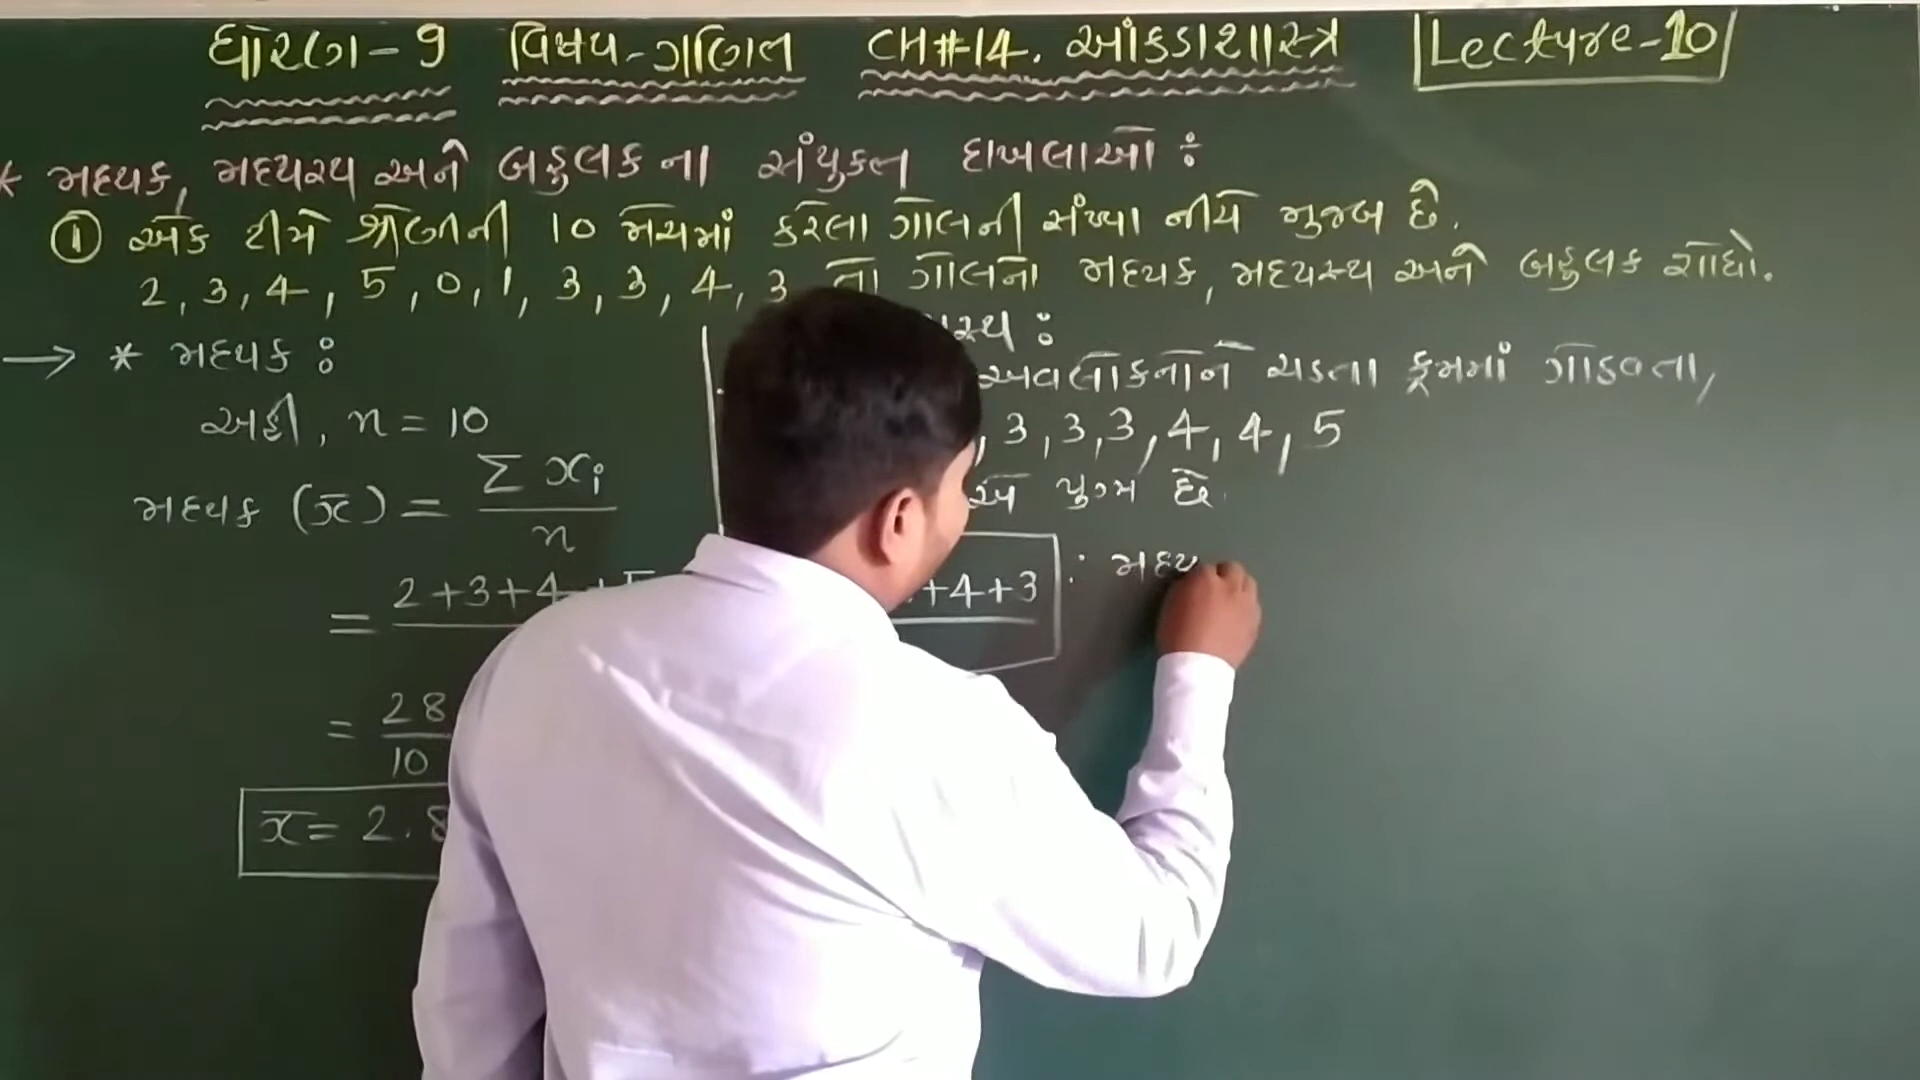 ધોરણ-9 વિષય-ગણિત CH#14. આંકડાશાસ્ત્ર Lecture-10
* મધ્યક, મધ્યસ્થ અને બહુલક ના સંયુક્ત દાખલાઓ :
① એક ટીમે શ્રેણીની 10 મેચમાં કરેલા ગોલની સંખ્યા નીચે મુજબ છે.
2, 3, 4, 5, 0, 1, 3, 3, 4, 3 તો ગોલના મધ્યક, મધ્યસ્થ અને બહુલક શોધો.
→ * મધ્યક :
અહીં, n = 10
મધ્યક (x̄) = Σ xi / n
= 2+3+4+5
= 28 / 10
x̄ = 2.8
અવલોકનોને ચડતા ક્રમમાં ગોઠવતા,
, 3, 3, 3, 4, 4, 5
એ યુગ્મ છે.
+4+3
∴ મધ્ય